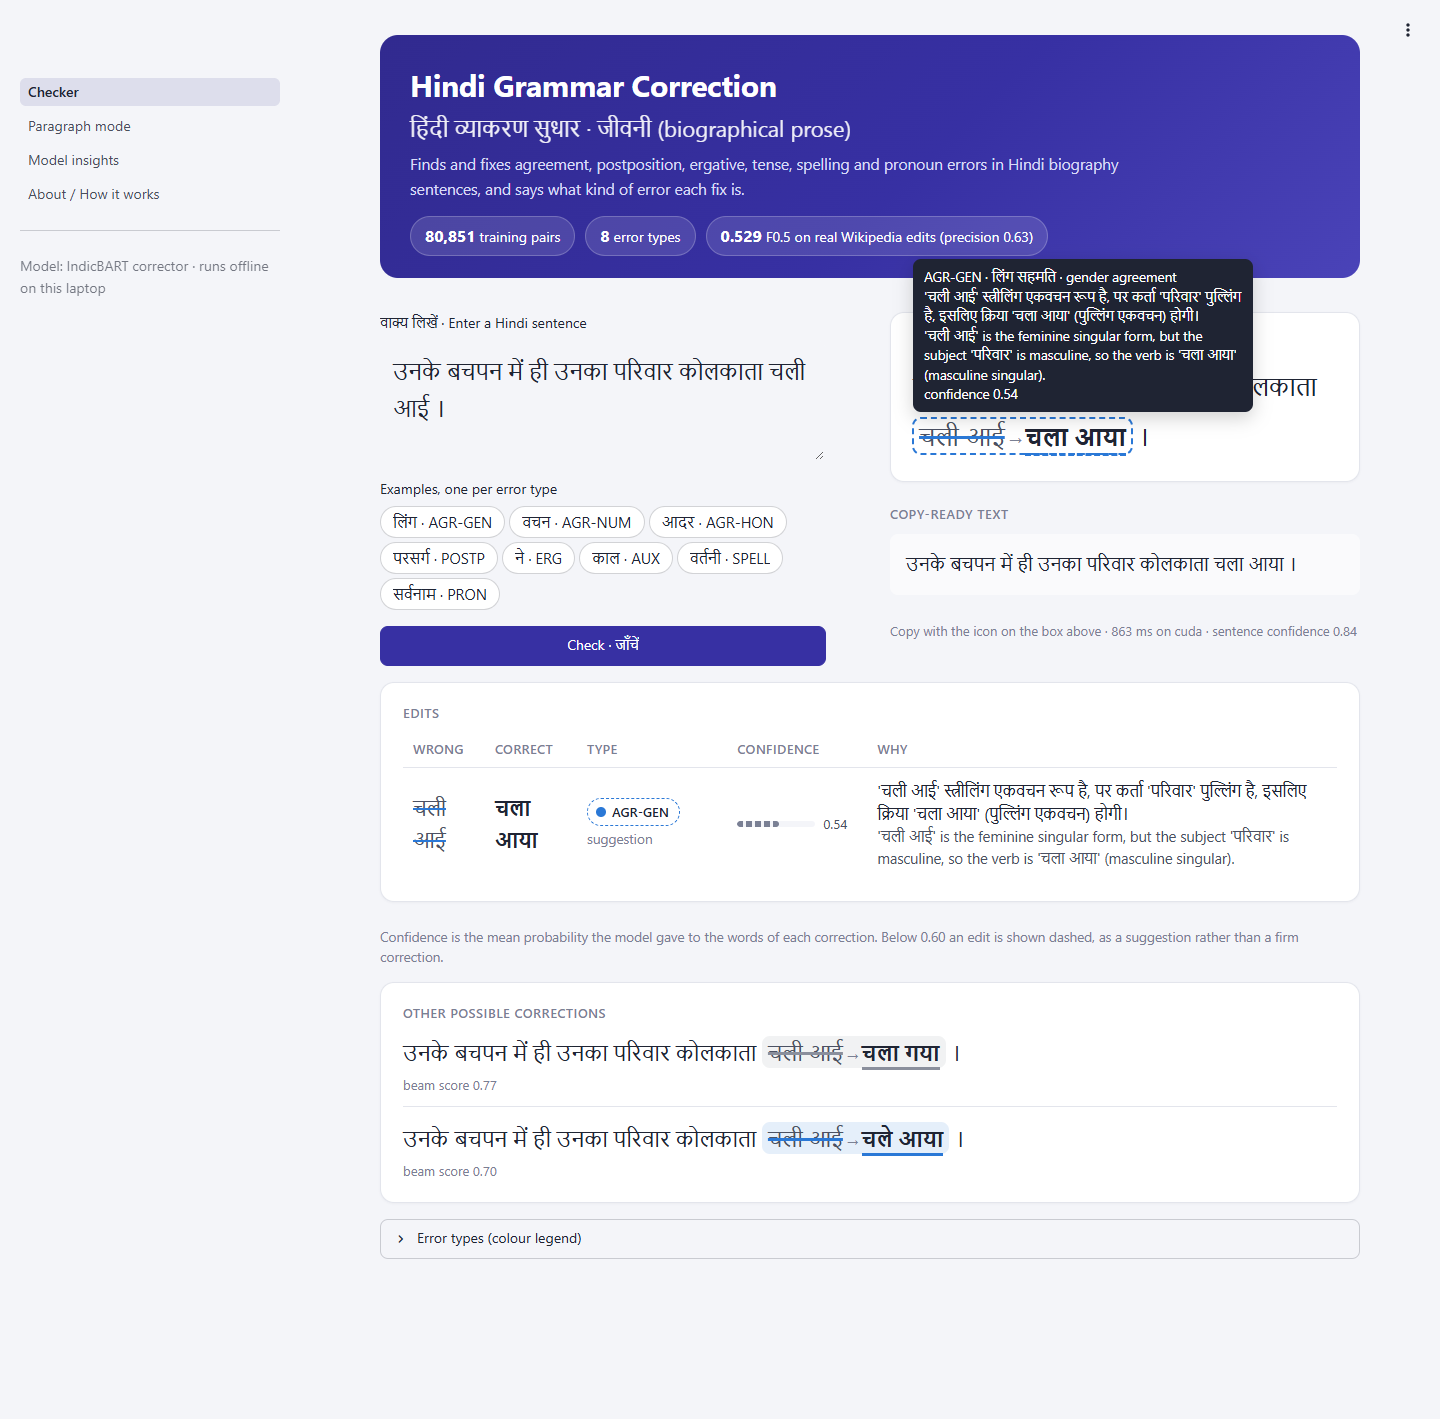 Checker
Paragraph mode
Model insights
About / How it works
Model: IndicBART corrector · runs offline
on this laptop
Hindi Grammar Correction
हिंदी व्याकरण सुधार · जीवनी (biographical prose)
Finds and fixes agreement, postposition, ergative, tense, spelling and pronoun errors in Hindi biography
sentences, and says what kind of error each fix is.
80,851 training pairs
8 error types
0.529 F0.5 on real Wikipedia edits (precision 0.63)
वाक्य लिखें · Enter a Hindi sentence
उनके बचपन में ही उनका परिवार कोलकाता चली
आई ।
Examples, one per error type
लिंग · AGR-GEN
वचन · AGR-NUM
आदर · AGR-HON
परसर्ग · POSTP
ने · ERG
काल · AUX
वर्तनी · SPELL
सर्वनाम · PRON
Check · जाँचें
AGR-GEN · लिंग सहमति · gender agreement
'चली आई' स्त्रीलिंग एकवचन रूप है, पर कर्ता 'परिवार' पुल्लिंग
है, इसलिए क्रिया 'चला आया' (पुल्लिंग एकवचन) होगी।
'चली आई' is the feminine singular form, but the
subject 'परिवार' is masculine, so the verb is 'चला आया'
(masculine singular).
confidence 0.54
लकाता
चली आई→चला आया ।
COPY-READY TEXT
उनके बचपन में ही उनका परिवार कोलकाता चला आया ।
Copy with the icon on the box above · 863 ms on cuda · sentence confidence 0.84
EDITS
WRONG CORRECT TYPE CONFIDENCE WHY
चली
आई
चला
आया
AGR-GEN
suggestion
0.54
'चली आई' स्त्रीलिंग एकवचन रूप है, पर कर्ता 'परिवार' पुल्लिंग है, इसलिए
क्रिया 'चला आया' (पुल्लिंग एकवचन) होगी।
'चली आई' is the feminine singular form, but the subject 'परिवार' is
masculine, so the verb is 'चला आया' (masculine singular).
Confidence is the mean probability the model gave to the words of each correction. Below 0.60 an edit is shown dashed, as a suggestion rather than a firm
correction.
OTHER POSSIBLE CORRECTIONS
उनके बचपन में ही उनका परिवार कोलकाता चली आई→चला गया ।
beam score 0.77
उनके बचपन में ही उनका परिवार कोलकाता चली आई→चले आया ।
beam score 0.70
Error types (colour legend)